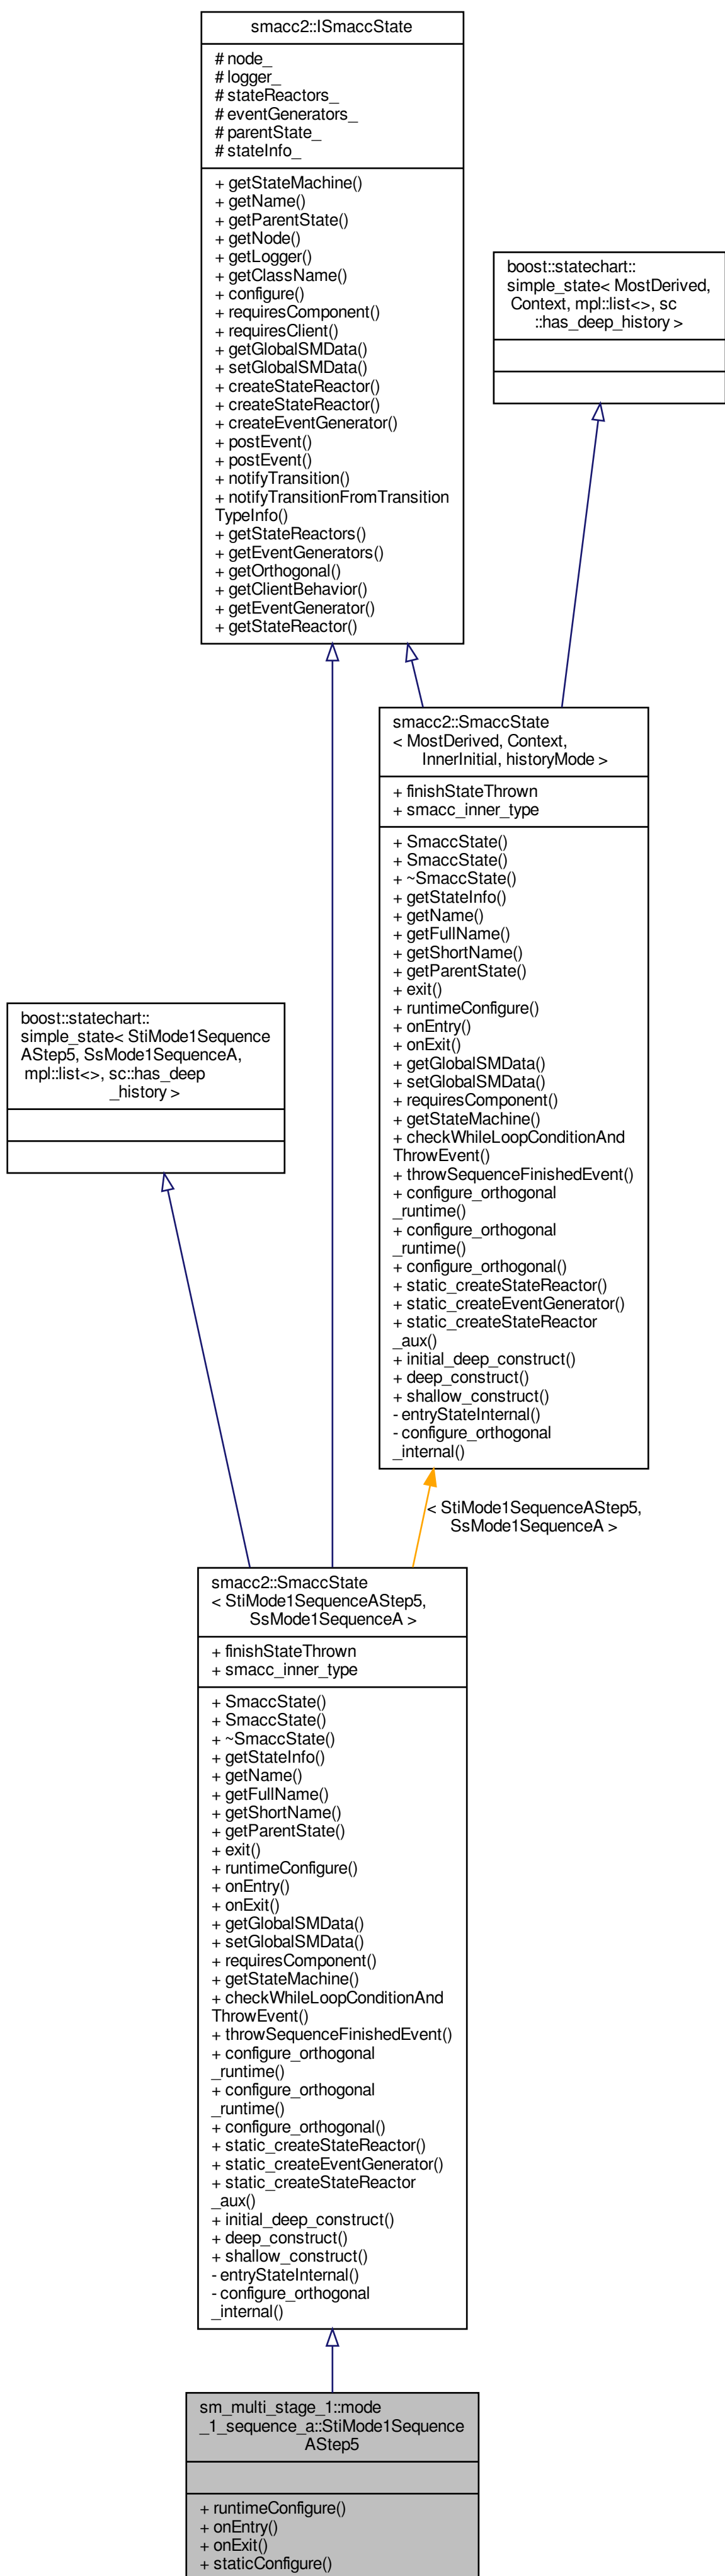 smacc2::ISmaccState
# node_
# logger_
# stateReactors_
# eventGenerators_
# parentState_
# stateInfo_
+ getStateMachine()
+ getName()
+ getParentState()
+ getNode()
+ getLogger()
+ getClassName()
+ configure()
+ requiresComponent()
+ requiresClient()
+ getGlobalSMData()
+ setGlobalSMData()
+ createStateReactor()
+ createStateReactor()
+ createEventGenerator()
+ postEvent()
+ postEvent()
+ notifyTransition()
+ notifyTransitionFromTransition
TypeInfo()
+ getStateReactors()
+ getEventGenerators()
+ getOrthogonal()
+ getClientBehavior()
+ getEventGenerator()
+ getStateReactor()
boost::statechart::
simple_state< MostDerived,
Context, mpl::list<>, sc
::has_deep_history >
smacc2::SmaccState
< MostDerived, Context,
InnerInitial, historyMode >
+ finishStateThrown
+ smacc_inner_type
+ SmaccState()
+ SmaccState()
+ ~SmaccState()
+ getStateInfo()
+ getName()
+ getFullName()
+ getShortName()
+ getParentState()
+ exit()
+ runtimeConfigure()
+ onEntry()
+ onExit()
+ getGlobalSMData()
+ setGlobalSMData()
+ requiresComponent()
+ getStateMachine()
+ checkWhileLoopConditionAnd
ThrowEvent()
+ throwSequenceFinishedEvent()
+ configure_orthogonal
_runtime()
+ configure_orthogonal
_runtime()
+ configure_orthogonal()
+ static_createStateReactor()
+ static_createEventGenerator()
+ static_createStateReactor
_aux()
+ initial_deep_construct()
+ deep_construct()
+ shallow_construct()
- entryStateInternal()
- configure_orthogonal
_internal()
boost::statechart::
simple_state< StiMode1Sequence
AStep5, SsMode1SequenceA,
mpl::list<>, sc::has_deep
_history >
< StiMode1SequenceAStep5,
SsMode1SequenceA >
smacc2::SmaccState
< StiMode1SequenceAStep5,
SsMode1SequenceA >
+ finishStateThrown
+ smacc_inner_type
+ SmaccState()
+ SmaccState()
+ ~SmaccState()
+ getStateInfo()
+ getName()
+ getFullName()
+ getShortName()
+ getParentState()
+ exit()
+ runtimeConfigure()
+ onEntry()
+ onExit()
+ getGlobalSMData()
+ setGlobalSMData()
+ requiresComponent()
+ getStateMachine()
+ checkWhileLoopConditionAnd
ThrowEvent()
+ throwSequenceFinishedEvent()
+ configure_orthogonal
_runtime()
+ configure_orthogonal
_runtime()
+ configure_orthogonal()
+ static_createStateReactor()
+ static_createEventGenerator()
+ static_createStateReactor
_aux()
+ initial_deep_construct()
+ deep_construct()
+ shallow_construct()
- entryStateInternal()
- configure_orthogonal
_internal()
sm_multi_stage_1::mode
_1_sequence_a::StiMode1Sequence
AStep5
+ runtimeConfigure()
+ onEntry()
+ onExit()
+ staticConfigure()